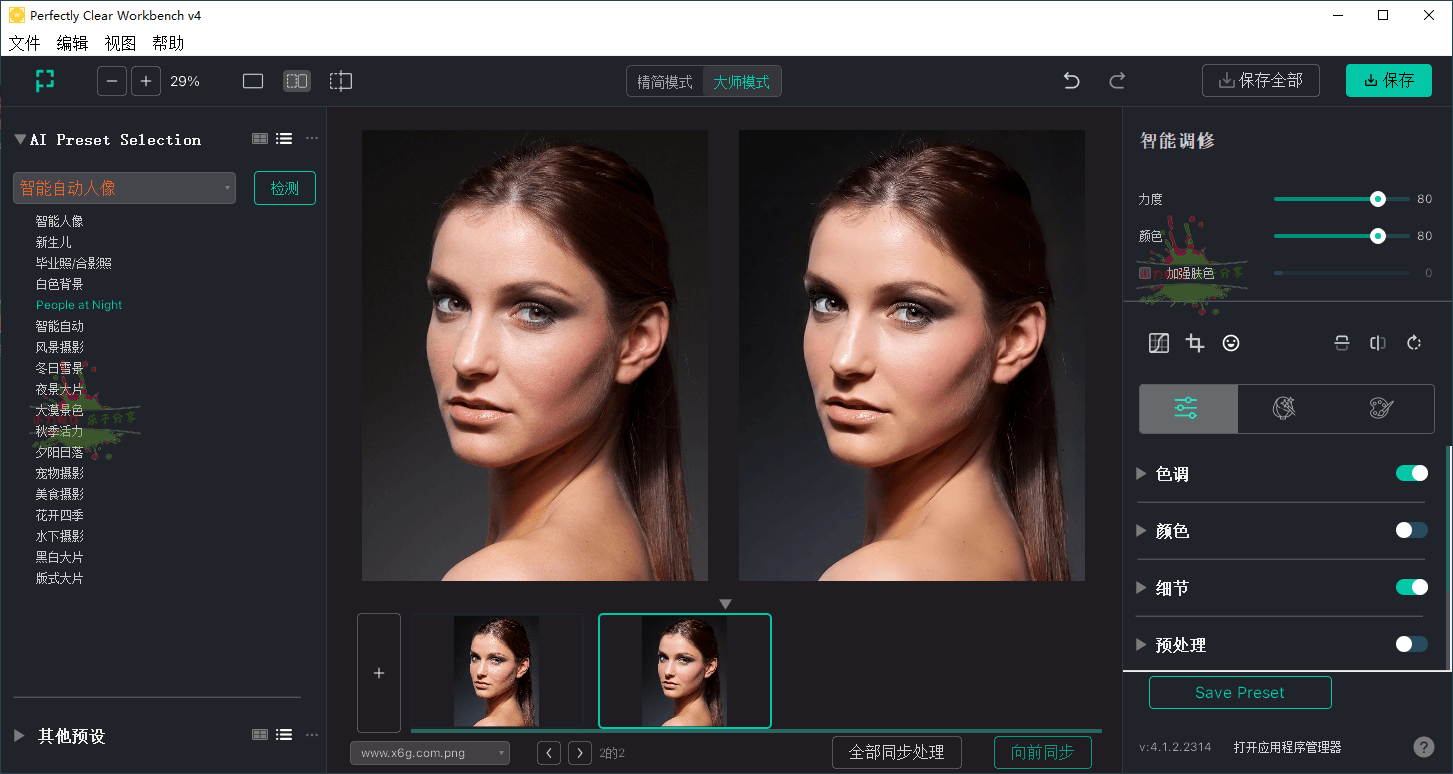 Perfectly Clear Workbench v4
文件 编辑 视图 帮助
29%
精简模式 大师模式
保存全部
保存
AI Preset Selection
智能自动人像
检测
智能人像
新生儿
毕业照/合影照
白色背景
People at Night
智能自动
风景摄影
冬日雪景
夜景大片
大漠景色
乐于分享
秋季活力
夕阳日落
宠物摄影
美食摄影
花开四季
水下摄影
黑白大片
版式大片
其他预设
www.x6g.com.png
2的2
全部同步处理
向前同步
智能调修
力度 80
颜色 80
加强肤色 0
分享
色调
颜色
细节
预处理
Save Preset
v:4.1.2.2314 打开应用程序管理器